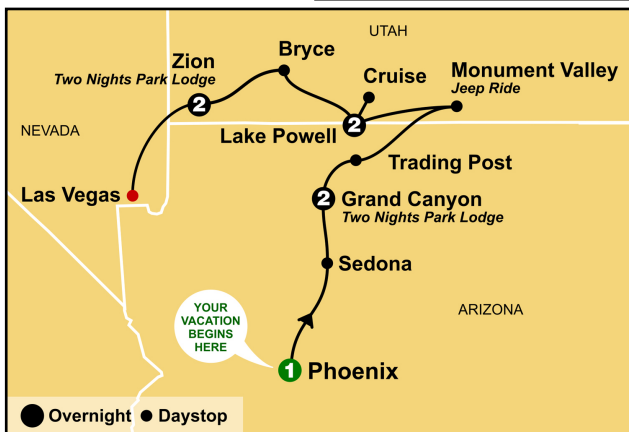 UTAH
Bryce
Zion
Two Nights Park Lodge
2
Cruise
Monument Valley
Jeep Ride
NEVADA
2
Lake Powell
Trading Post
Las Vegas
2
Grand Canyon
Two Nights Park Lodge
Sedona
ARIZONA
YOUR
VACATION
BEGINS
HERE
1
Phoenix
Overnight
Daystop